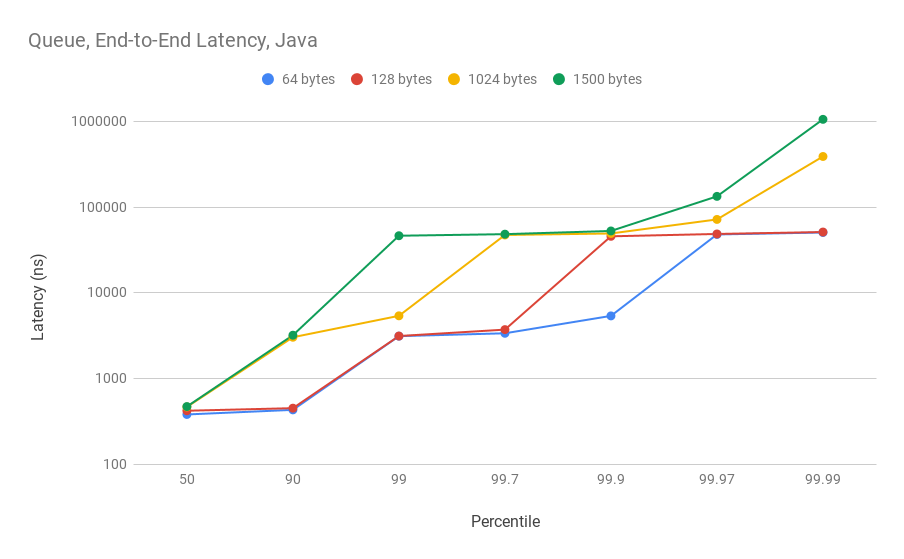 Queue, End-to-End Latency, Java
64 bytes 128 bytes 1024 bytes 1500 bytes
1000000
100000
10000
1000
100
Latency (ns)
50 90 99 99.7 99.9 99.97 99.99
Percentile